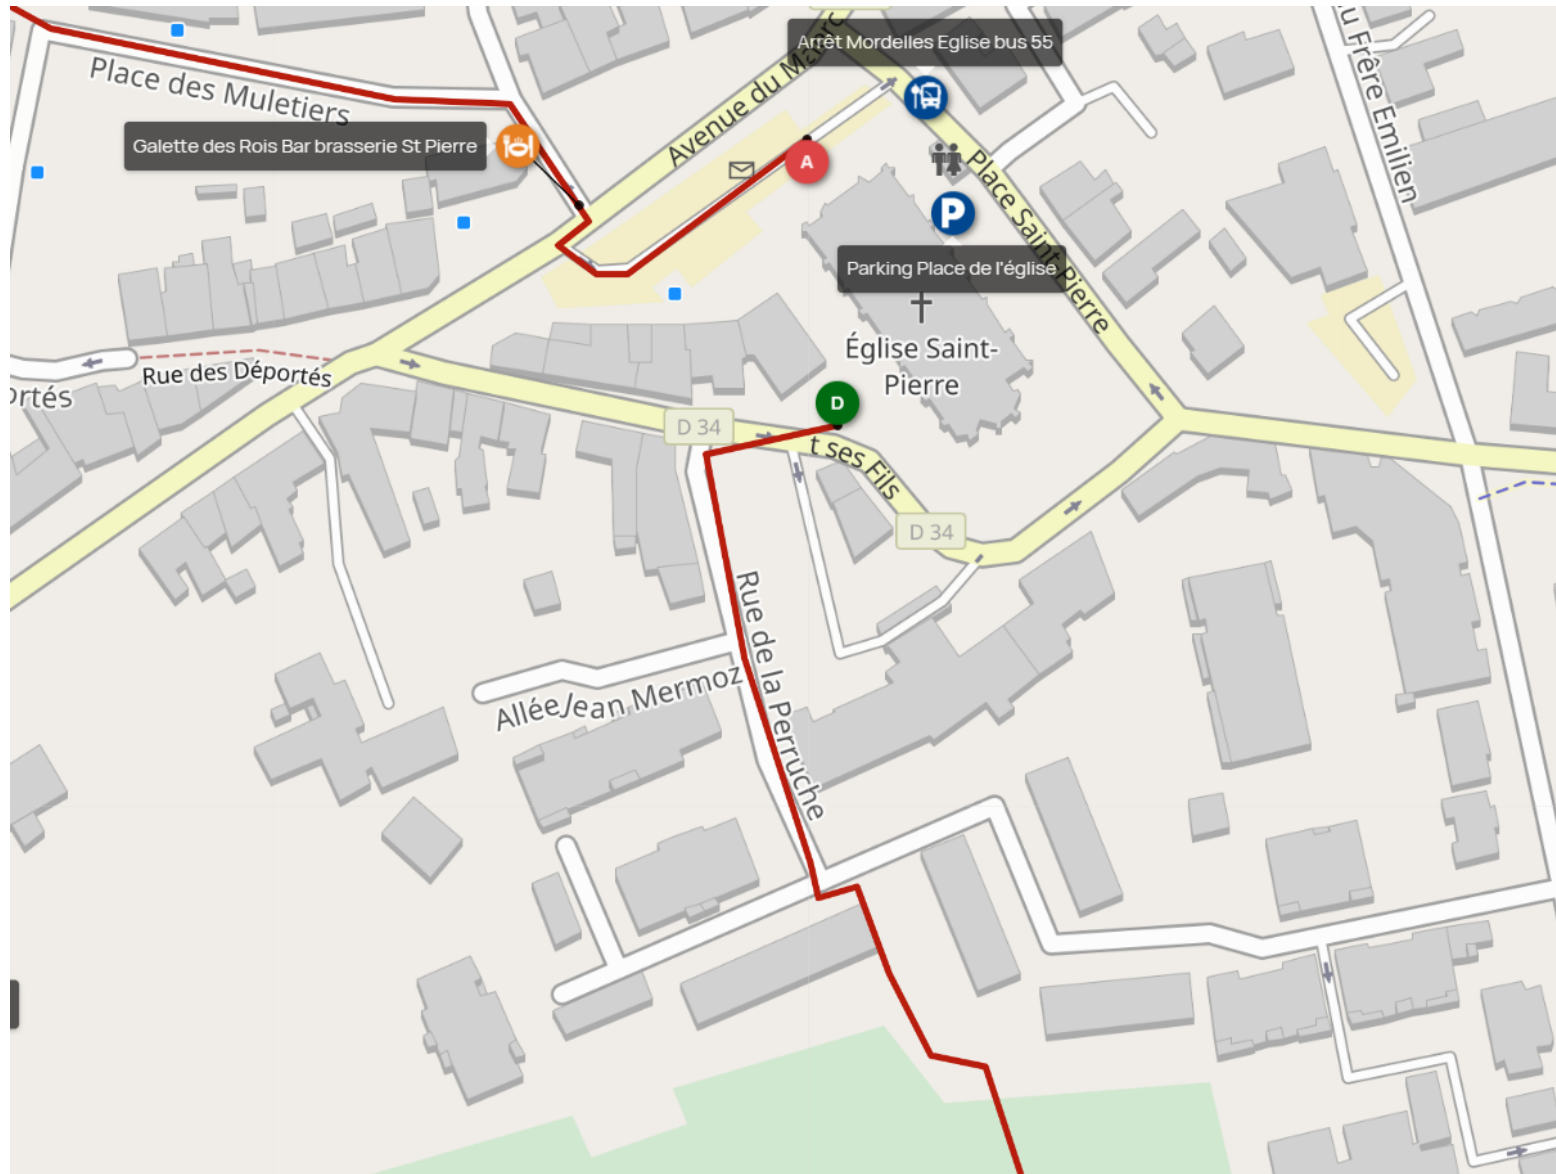 Arrêt Mordelles Eglise bus 55
Avenue du Maréc
Place des Muletiers
Galette des Rois Bar brasserie St Pierre
A
Place Saint-Pierre
P
Parking Place de l'église
u Frère Emilien
Église Saint-
Pierre
Rue des Déportés
ortés
D
D 34
t ses Fils
D 34
Rue de la Perruche
Allée Jean Mermoz